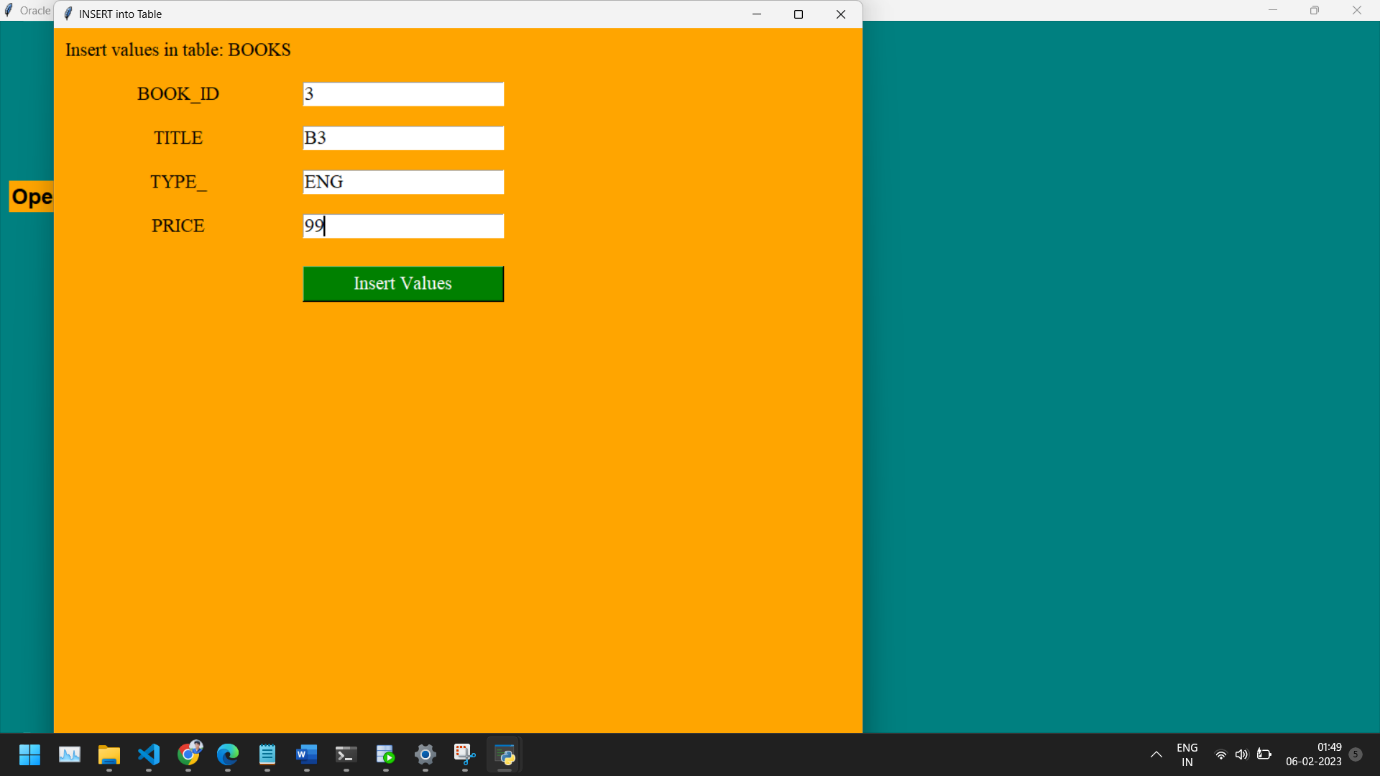 Oracle
INSERT into Table
Insert values in table: BOOKS
BOOK_ID 3
TITLE B3
TYPE_ ENG
PRICE 99
Insert Values
Ope
ENG
IN
01:49
06-02-2023
5